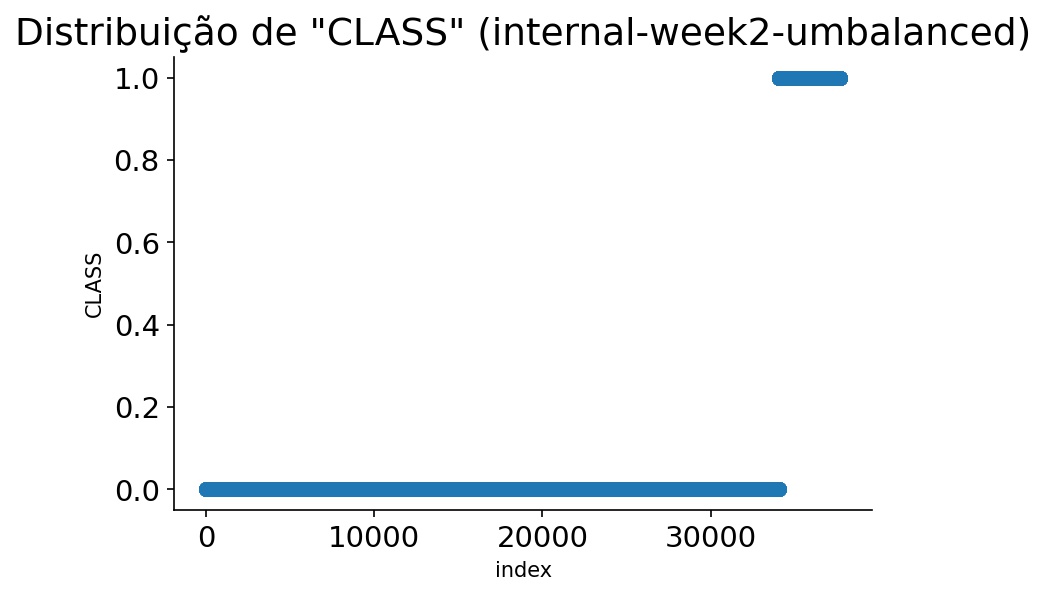 Distribuição de "CLASS" (internal-week2-umbalanced)
1.0
0.8
0.6
0.4
0.2
0.0
CLASS
0 10000 20000 30000
index